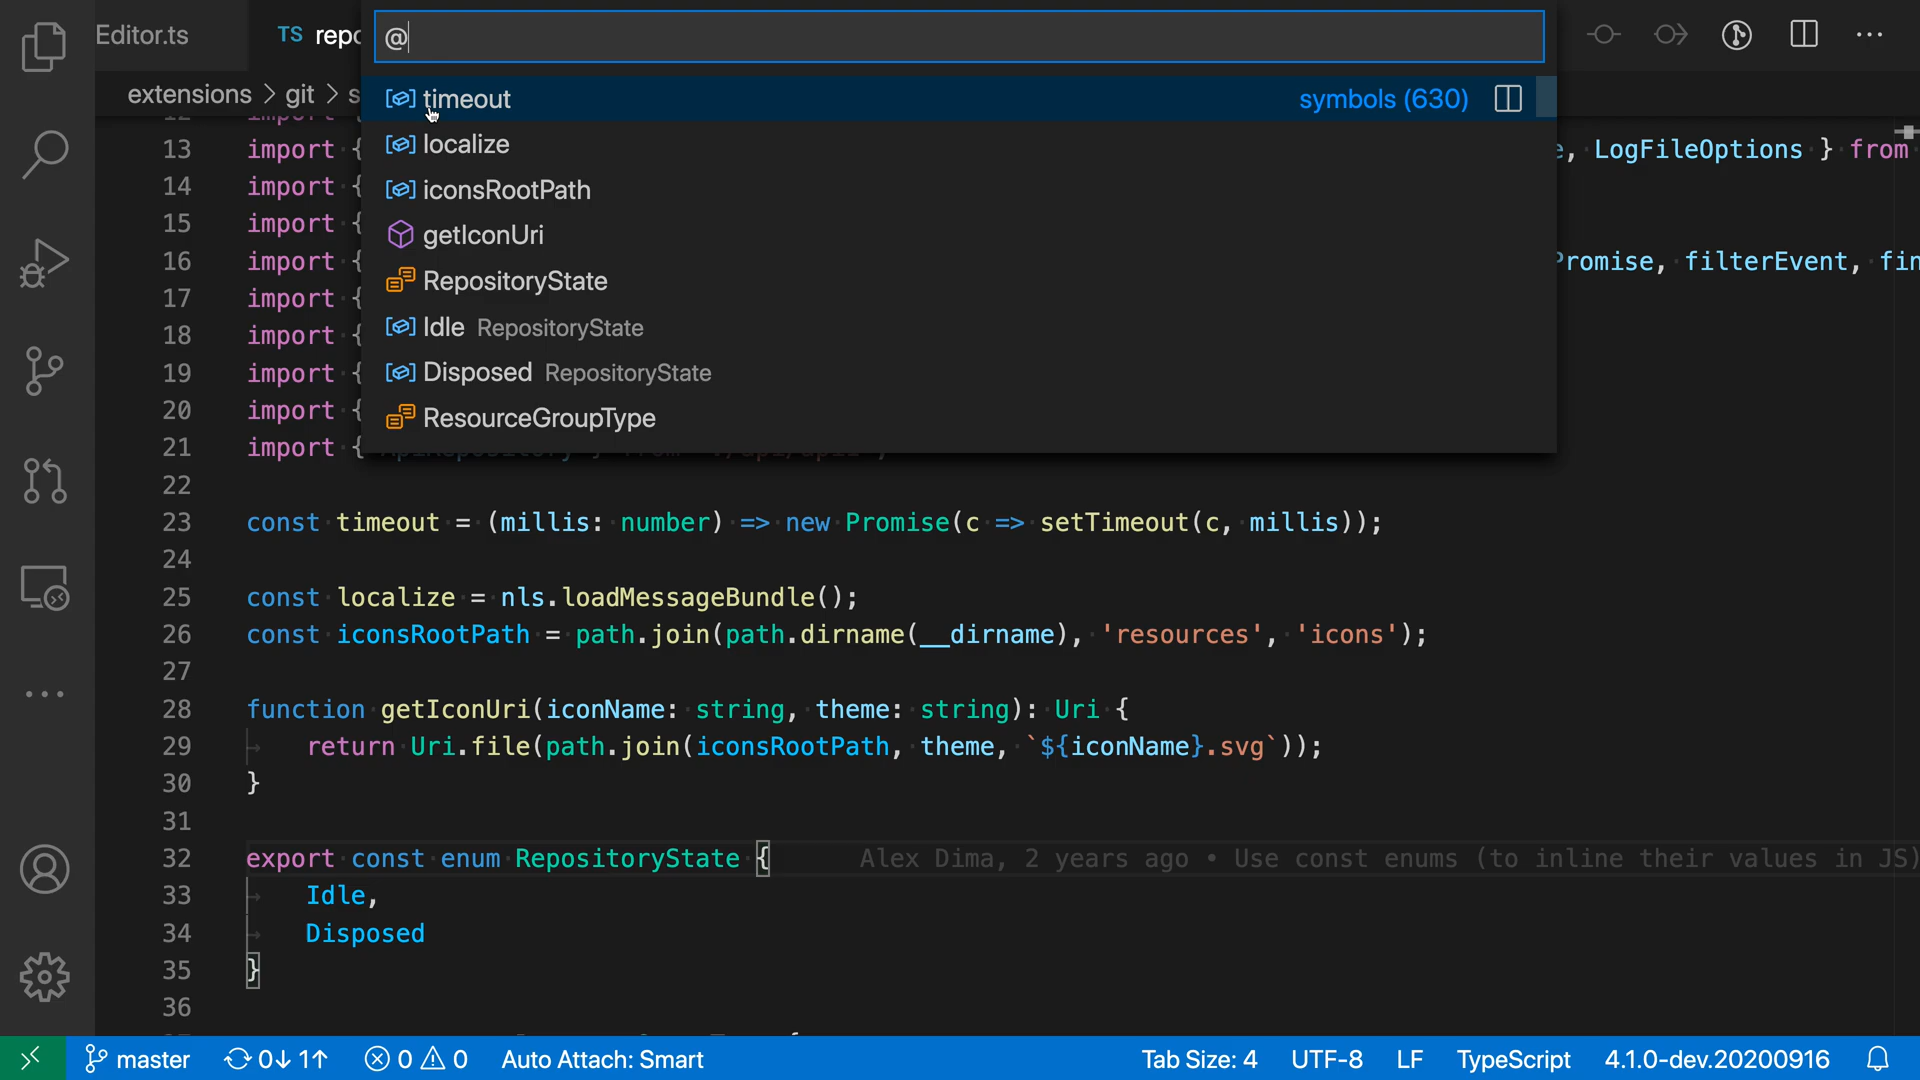 Editor.ts
TS repo
@
extensions > git > s
timeout symbols (630)
localize
iconsRootPath
getIconUri
RepositoryState
Idle RepositoryState
Disposed RepositoryState
ResourceGroupType
13 import { , LogFileOptions } from
14 import {
15 import {
16 import { Promise, filterEvent, fin
17 import {
18 import {
19 import {
20 import {
21 import {
22
23 const timeout = (millis: number) => new Promise(c => setTimeout(c, millis));
24
25 const localize = nls.loadMessageBundle();
26 const iconsRootPath = path.join(path.dirname(__dirname), 'resources', 'icons');
27
28 function getIconUri(iconName: string, theme: string): Uri {
29 return Uri.file(path.join(iconsRootPath, theme, `${iconName}.svg`));
30 }
31
32 export const enum RepositoryState { Alex Dima, 2 years ago • Use const enums (to inline their values in JS)
33 Idle,
34 Disposed
35 }
36
master 0↓ 1↑ 0 0 Auto Attach: Smart Tab Size: 4 UTF-8 LF TypeScript 4.1.0-dev.20200916